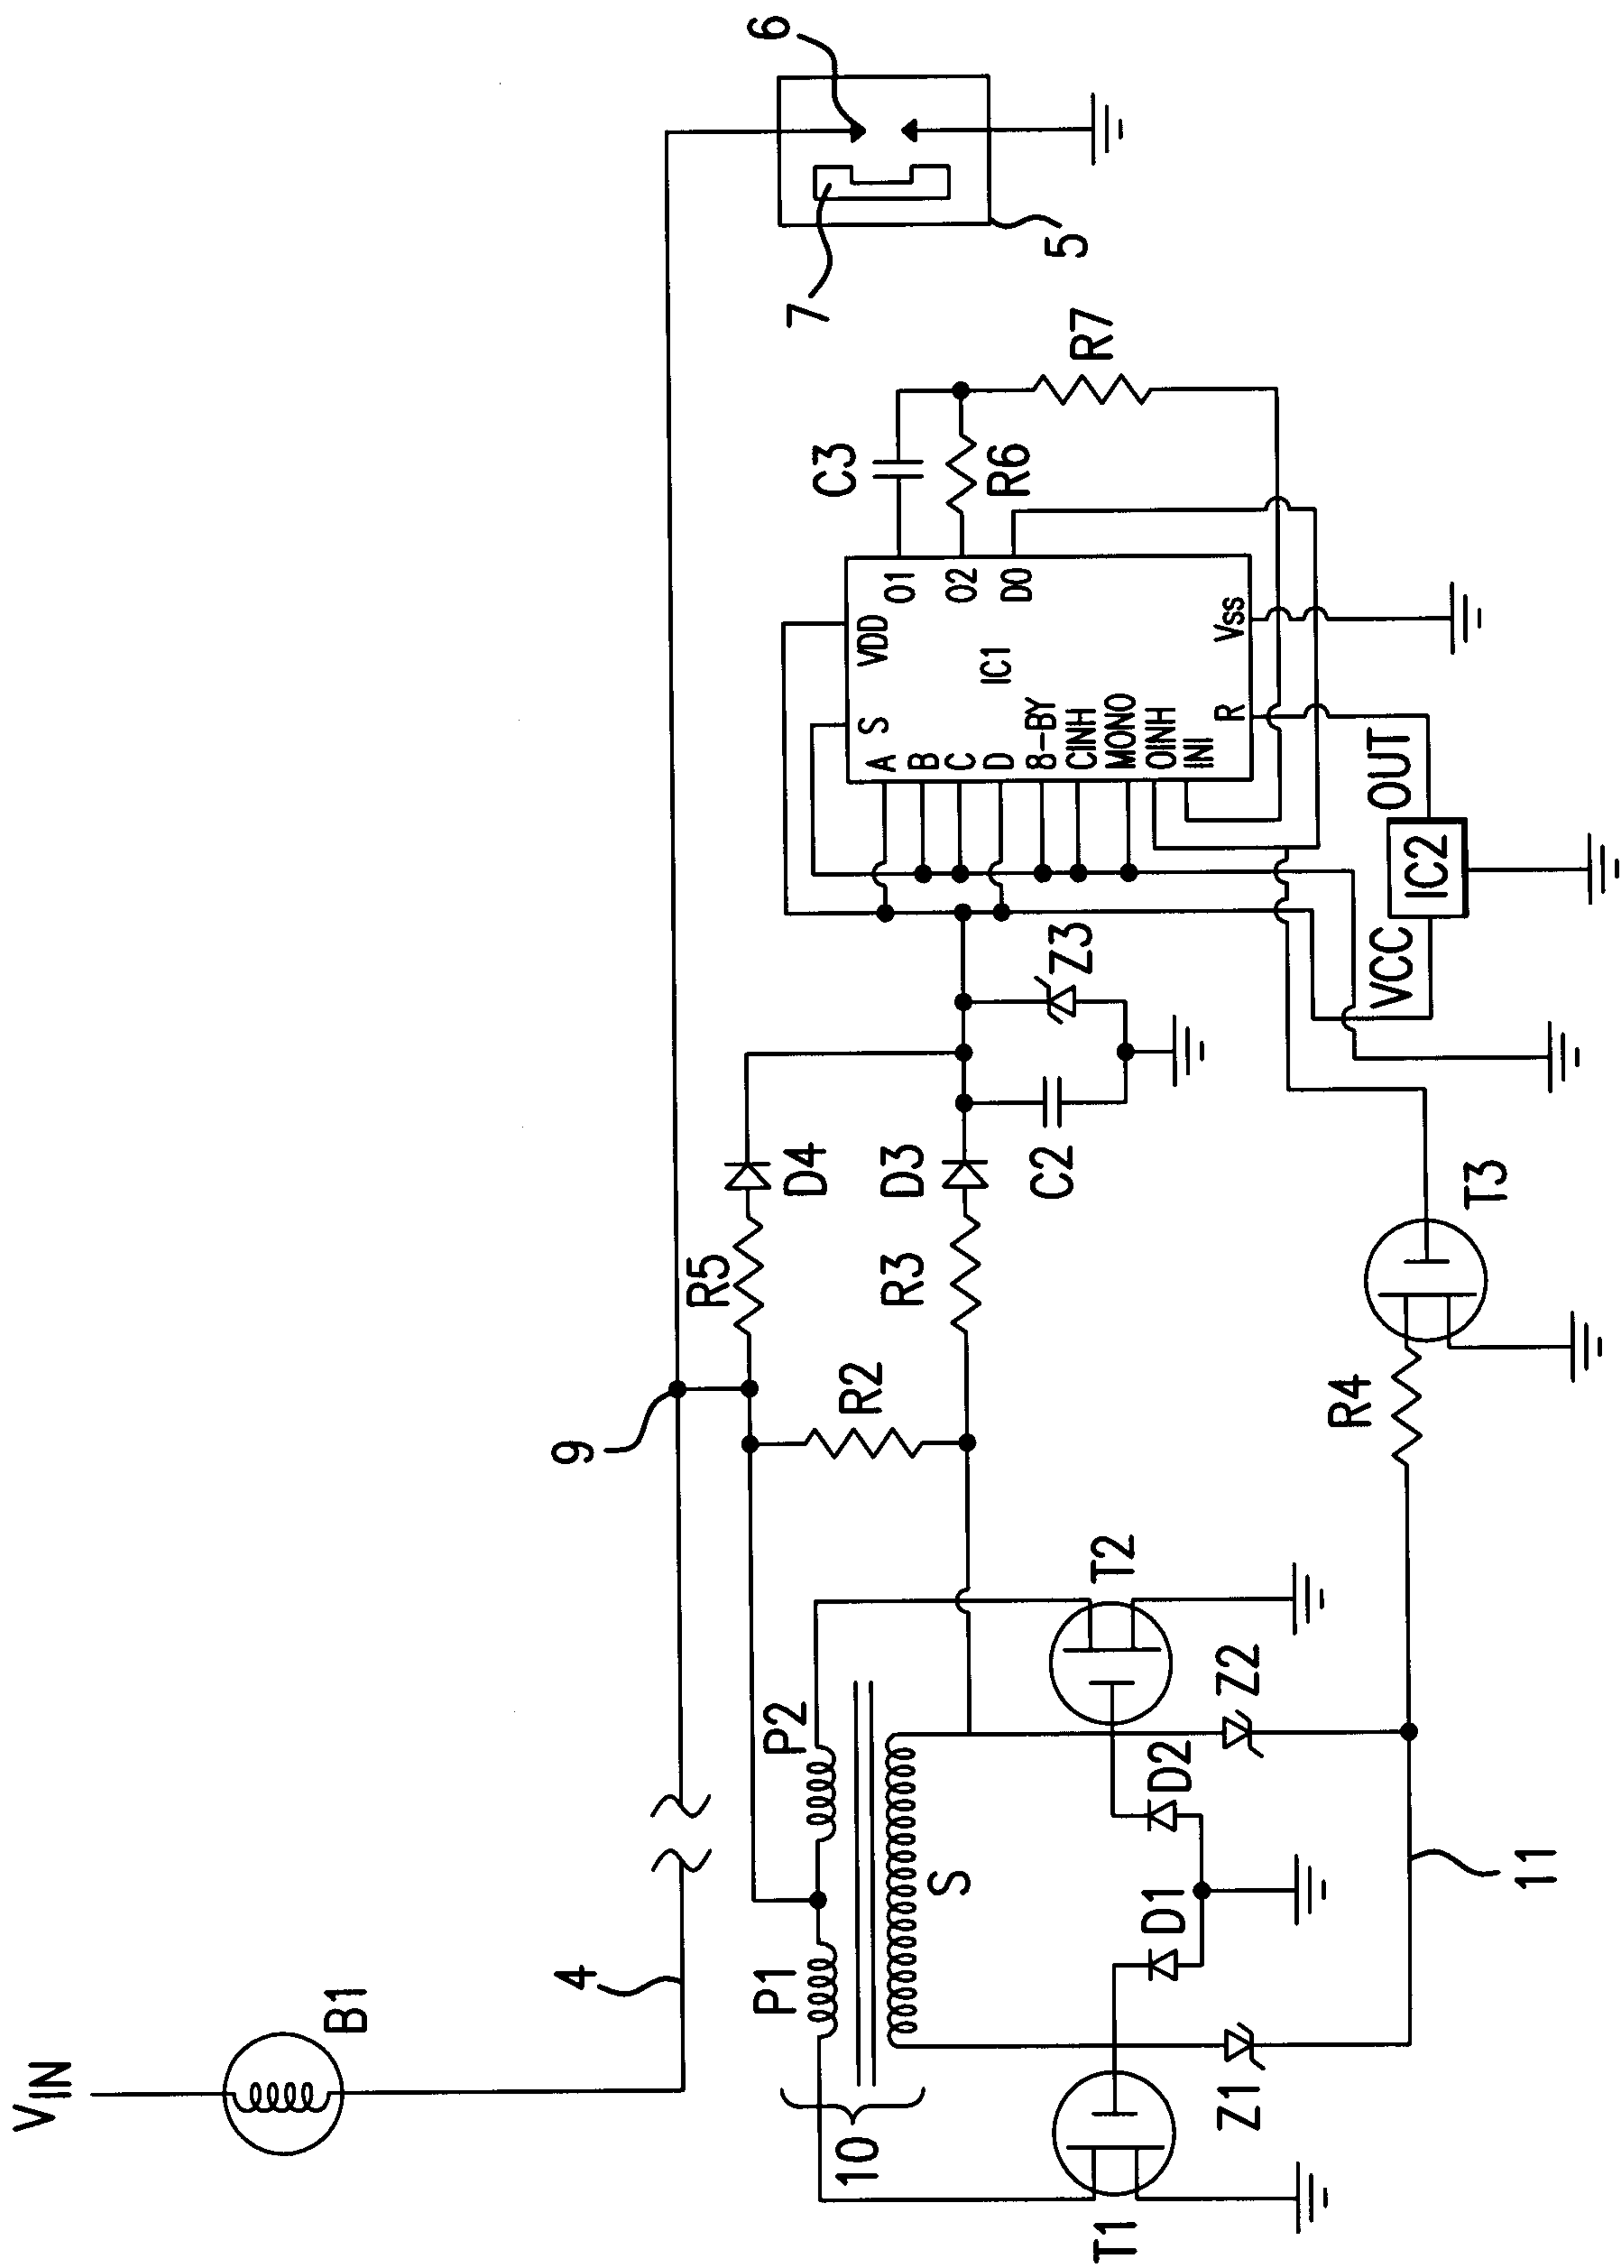 VIN
B1
4
9
6
7
5
R5
D4
R2
R3
D3
C2
Z3
C3
R6
R7
VDD
S
O1
A
B
O2
C
IC1
D
DO
8-BY
CINH
MONO
OINH
INI
R
Vss
OUT
IC2
VCC
P1
P2
10
S
T2
T1
D1
D2
Z1
Z2
R4
T3
11